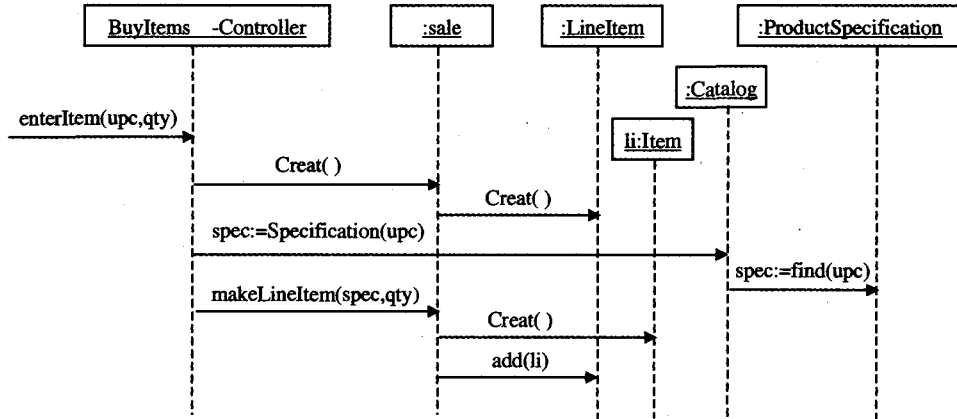 BuyItems -Controller
:sale
:LineItem
:ProductSpecification
:Catalog
enterItem(upc,qty)
li:Item
Creat( )
Creat( )
spec:=Specification(upc)
spec:=find(upc)
makeLineItem(spec,qty)
Creat( )
add(li)